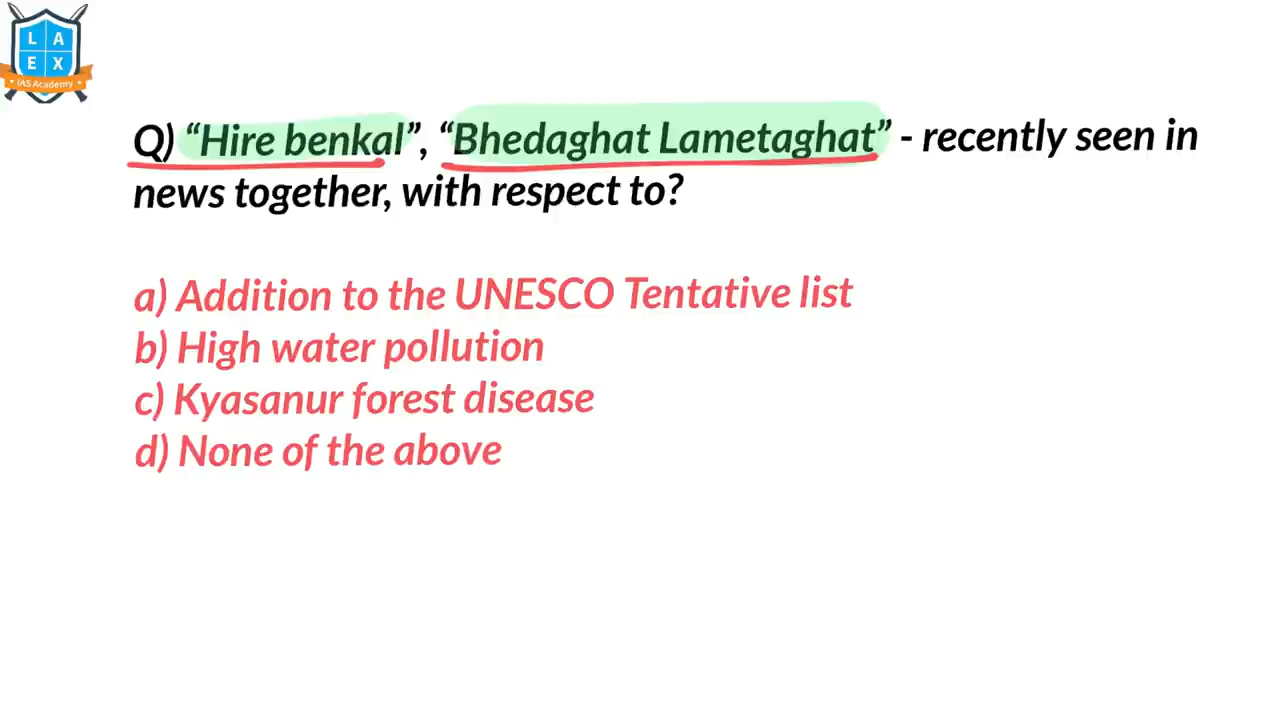 L A
E X
IAS Academy
Q) “Hire benkal”, “Bhedaghat Lametaghat” - recently seen in
news together, with respect to?
a) Addition to the UNESCO Tentative list
b) High water pollution
c) Kyasanur forest disease
d) None of the above